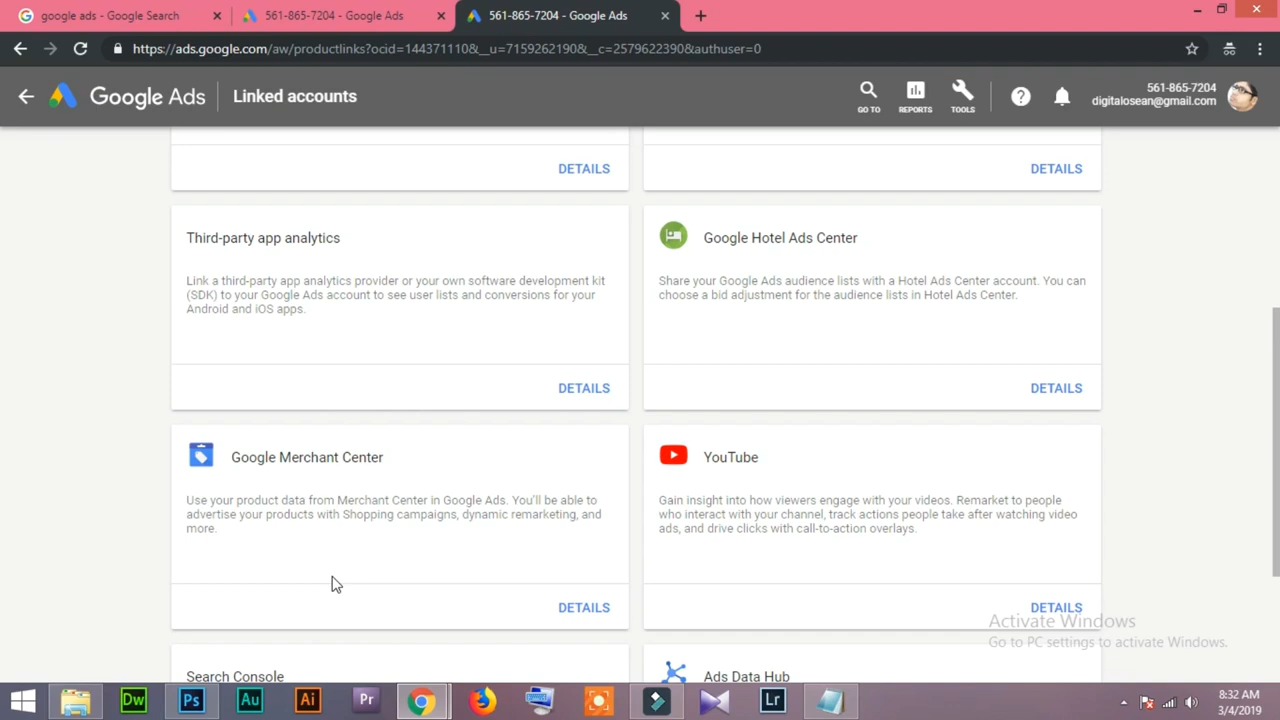 google ads - Google Search
561-865-7204 - Google Ads
561-865-7204 - Google Ads
https://ads.google.com/aw/productlinks?ocid=144371110&__u=7159262190&__c=2579622390&authuser=0
Google Ads
Linked accounts
GO TO
REPORTS
TOOLS
561-865-7204
digitalosean@gmail.com
DETAILS
DETAILS
Third-party app analytics
Link a third-party app analytics provider or your own software development kit
(SDK) to your Google Ads account to see user lists and conversions for your
Android and iOS apps.
DETAILS
Google Hotel Ads Center
Share your Google Ads audience lists with a Hotel Ads Center account. You can
choose a bid adjustment for the audience lists in Hotel Ads Center.
DETAILS
Google Merchant Center
Use your product data from Merchant Center in Google Ads. You'll be able to
advertise your products with Shopping campaigns, dynamic remarketing, and
more.
DETAILS
YouTube
Gain insight into how viewers engage with your videos. Remarket to people
who interact with your channel, track actions people take after watching video
ads, and drive clicks with call-to-action overlays.
DETAILS
Activate Windows
Go to PC settings to activate Windows.
Search Console
Ads Data Hub
Dw
Ps
Au
Ai
Pr
Lr
8:32 AM
3/4/2019